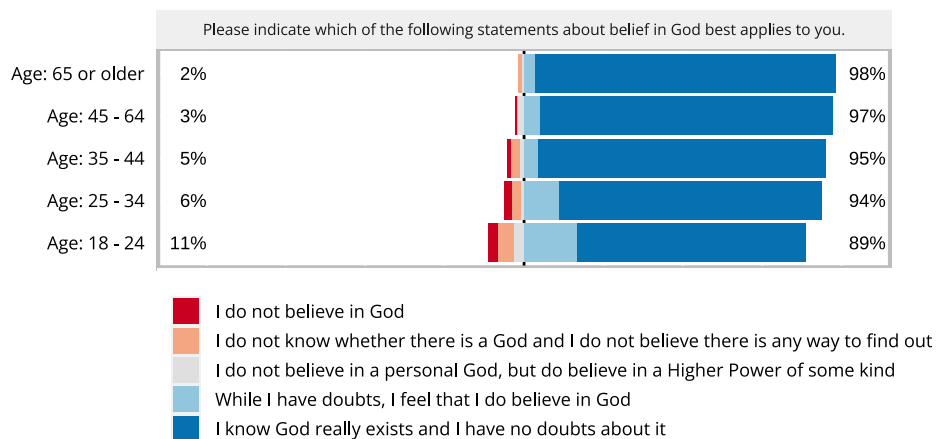 Please indicate which of the following statements about belief in God best applies to you.
Age: 65 or older 2% 98%
Age: 45 - 64 3% 97%
Age: 35 - 44 5% 95%
Age: 25 - 34 6% 94%
Age: 18 - 24 11% 89%
I do not believe in God
I do not know whether there is a God and I do not believe there is any way to find out
I do not believe in a personal God, but do believe in a Higher Power of some kind
While I have doubts, I feel that I do believe in God
I know God really exists and I have no doubts about it